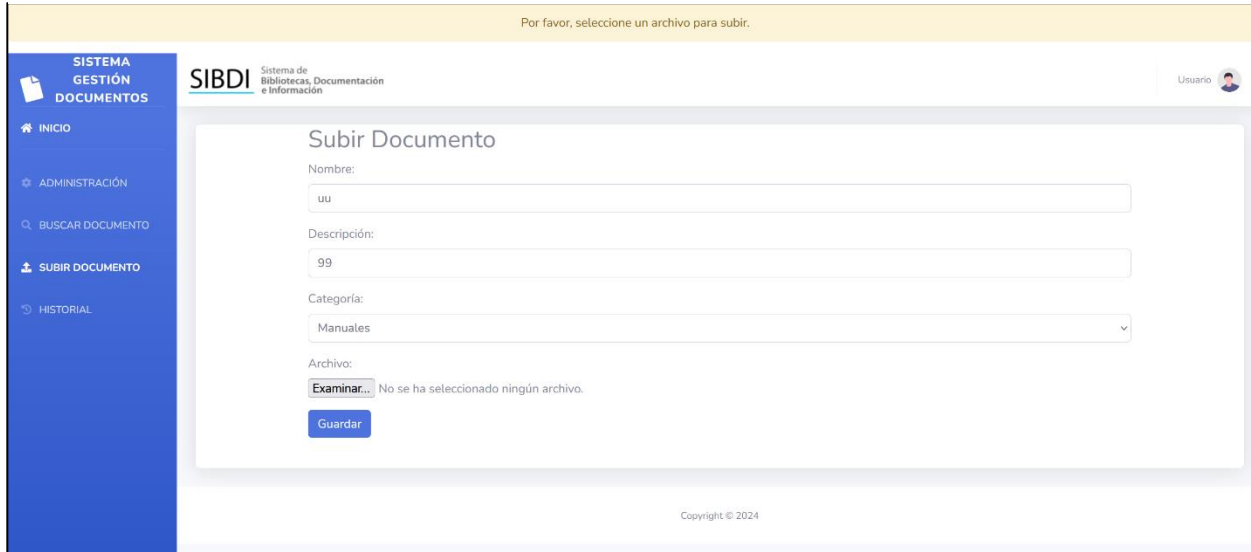 Por favor, seleccione un archivo para subir.
SISTEMA
GESTIÓN
DOCUMENTOS
INICIO
ADMINISTRACIÓN
BUSCAR DOCUMENTO
SUBIR DOCUMENTO
HISTORIAL
SIBDI
Sistema de
Bibliotecas, Documentación
e Información
Usuario
Subir Documento
Nombre:
uu
Descripción:
99
Categoría:
Manuales
Archivo:
Examinar... No se ha seleccionado ningún archivo.
Guardar
Copyright © 2024